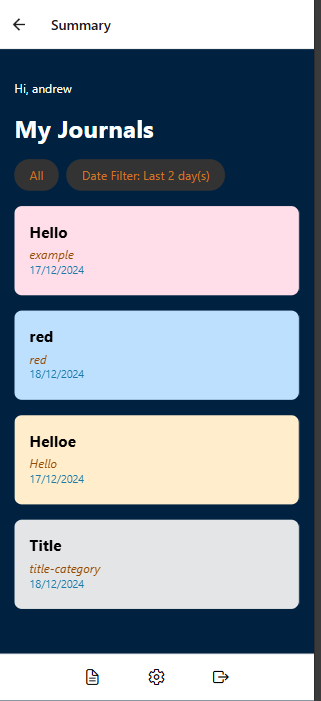 Summary
Hi, andrew
My Journals
All
Date Filter: Last 2 day(s)
Hello
example
17/12/2024
red
red
18/12/2024
Helloe
Hello
17/12/2024
Title
title-category
18/12/2024